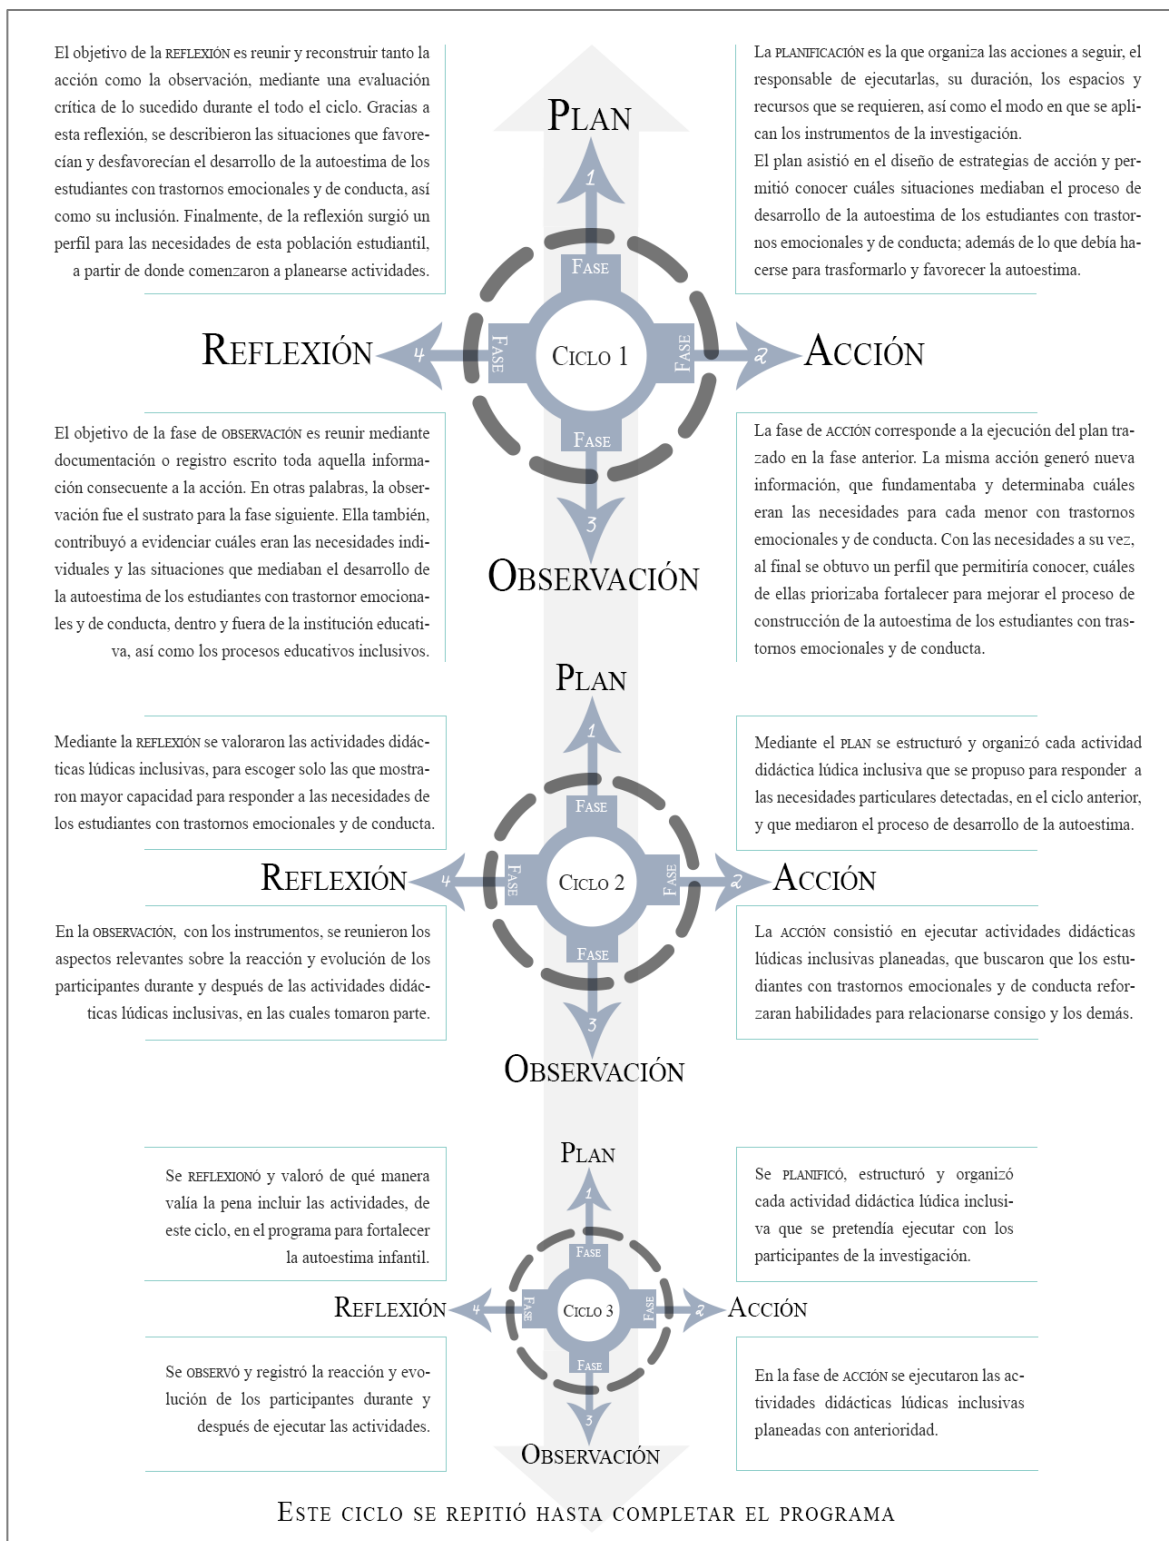 El objetivo de la REFLEXIÓN es reunir y reconstruir tanto la
acción como la observación, mediante una evaluación
crítica de lo sucedido durante el todo el ciclo. Gracias a
esta reflexión, se describieron las situaciones que favore-
cían y desfavorecían el desarrollo de la autoestima de los
estudiantes con trastornos emocionales y de conducta, así
como su inclusión. Finalmente, de la reflexión surgió un
perfil para las necesidades de esta población estudiantil,
a partir de donde comenzaron a planearse actividades.
PLAN
La PLANIFICACIÓN es la que organiza las acciones a seguir, el
responsable de ejecutarlas, su duración, los espacios y
recursos que se requieren, así como el modo en que se apli-
can los instrumentos de la investigación.
El plan asistió en el diseño de estrategias de acción y per-
mitió conocer cuáles situaciones mediaban el proceso de
desarrollo de la autoestima de los estudiantes con trastor-
nos emocionales y de conducta; además de lo que debía ha-
cerse para trasformarlo y favorecer la autoestima.
1
FASE
REFLEXIÓN
4
FASE
CICLO 1
FASE
2
ACCIÓN
FASE
3
OBSERVACIÓN
El objetivo de la fase de OBSERVACIÓN es reunir mediante
documentación o registro escrito toda aquella informa-
ción consecuente a la acción. En otras palabras, la obser-
vación fue el sustrato para la fase siguiente. Ella también,
contribuyó a evidenciar cuáles eran las necesidades indi-
viduales y las situaciones que mediaban el desarrollo de
la autoestima de los estudiantes con trastornor emociona-
les y de conducta, dentro y fuera de la institución educati-
va, así como los procesos educativos inclusivos.
La fase de ACCIÓN corresponde a la ejecución del plan tra-
zado en la fase anterior. La misma acción generó nueva
información, que fundamentaba y determinaba cuáles
eran las necesidades para cada menor con trastornos
emocionales y de conducta. Con las necesidades a su vez,
al final se obtuvo un perfil que permitiría conocer, cuáles
de ellas priorizaba fortalecer para mejorar el proceso de
construcción de la autoestima de los estudiantes con tras-
tornos emocionales y de conducta.
PLAN
1
FASE
Mediante la REFLEXIÓN se valoraron las actividades didác-
ticas lúdicas inclusivas, para escoger solo las que mostra-
ron mayor capacidad para responder a las necesidades de
los estudiantes con trastornos emocionales y de conducta.
Mediante el PLAN se estructuró y organizó cada actividad
didáctica lúdica inclusiva que se propuso para responder a
las necesidades particulares detectadas, en el ciclo anterior,
y que mediaron el proceso de desarrollo de la autoestima.
REFLEXIÓN
4
FASE
CICLO 2
FASE
2
ACCIÓN
FASE
3
OBSERVACIÓN
En la OBSERVACIÓN, con los instrumentos, se reunieron los
aspectos relevantes sobre la reacción y evolución de los
participantes durante y después de las actividades didác-
ticas lúdicas inclusivas, en las cuales tomaron parte.
La ACCIÓN consistió en ejecutar actividades didácticas
lúdicas inclusivas planeadas, que buscaron que los estu-
diantes con trastornos emocionales y de conducta refor-
zaran habilidades para relacionarse consigo y los demás.
PLAN
1
FASE
Se REFLEXIONÓ y valoró de qué manera
valía la pena incluir las actividades, de
este ciclo, en el programa para fortalecer
la autoestima infantil.
Se PLANIFICÓ, estructuró y organizó
cada actividad didáctica lúdica inclusi-
va que se pretendía ejecutar con los
participantes de la investigación.
REFLEXIÓN
4
FASE
CICLO 3
FASE
2
ACCIÓN
FASE
3
OBSERVACIÓN
Se OBSERVÓ y registró la reacción y evo-
lución de los participantes durante y
después de ejecutar las actividades.
En la fase de ACCIÓN se ejecutaron las ac-
tividades didácticas lúdicas inclusivas
planeadas con anterioridad.
ESTE CICLO SE REPITIÓ HASTA COMPLETAR EL PROGRAMA